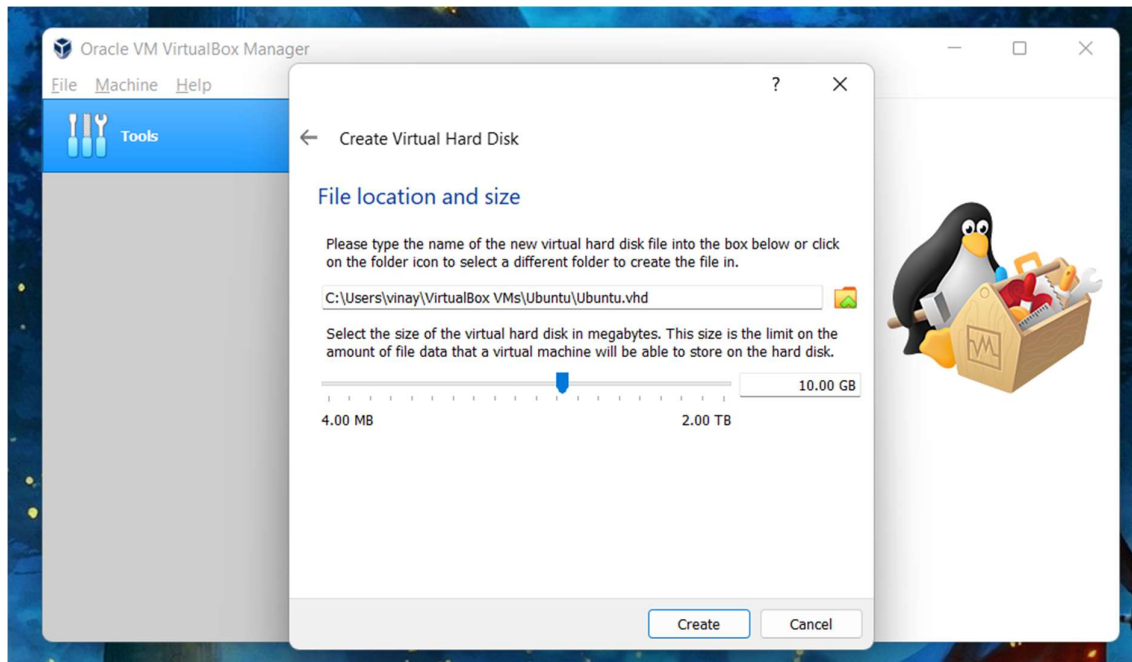 Oracle VM VirtualBox Manager
File Machine Help
Tools
?
Create Virtual Hard Disk
File location and size
Please type the name of the new virtual hard disk file into the box below or click
on the folder icon to select a different folder to create the file in.
C:\Users\vinay\VirtualBox VMs\Ubuntu\Ubuntu.vhd
Select the size of the virtual hard disk in megabytes. This size is the limit on the
amount of file data that a virtual machine will be able to store on the hard disk.
10.00 GB
4.00 MB 2.00 TB
Create Cancel